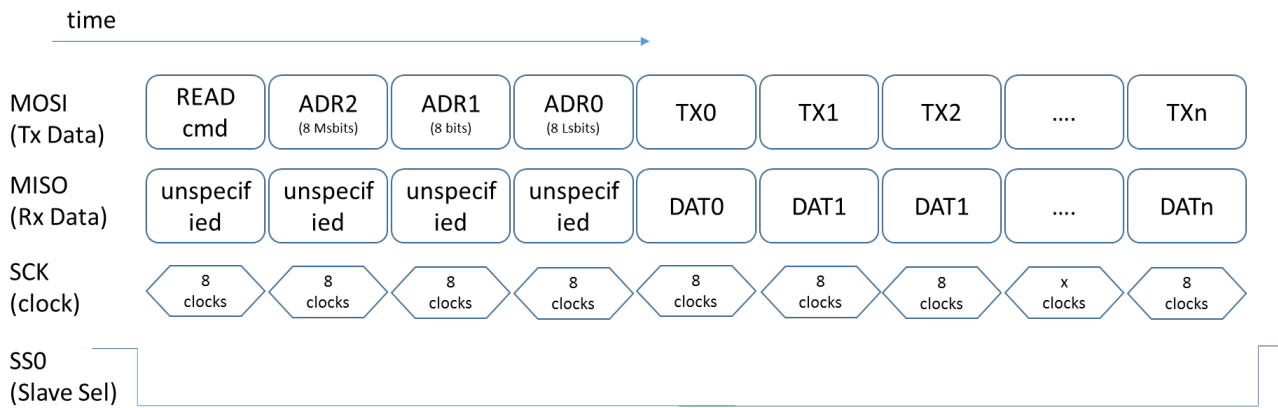 time
MOSI
(Tx Data)
READ
cmd
ADR2
(8 Msbits)
ADR1
(8 bits)
ADR0
(8 Lsbits)
TX0
TX1
TX2
....
TXn
MISO
(Rx Data)
unspecif
ied
unspecif
ied
unspecif
ied
unspecif
ied
DAT0
DAT1
DAT1
....
DATn
SCK
(clock)
8
clocks
8
clocks
8
clocks
8
clocks
8
clocks
8
clocks
8
clocks
x
clocks
8
clocks
SS0
(Slave Sel)